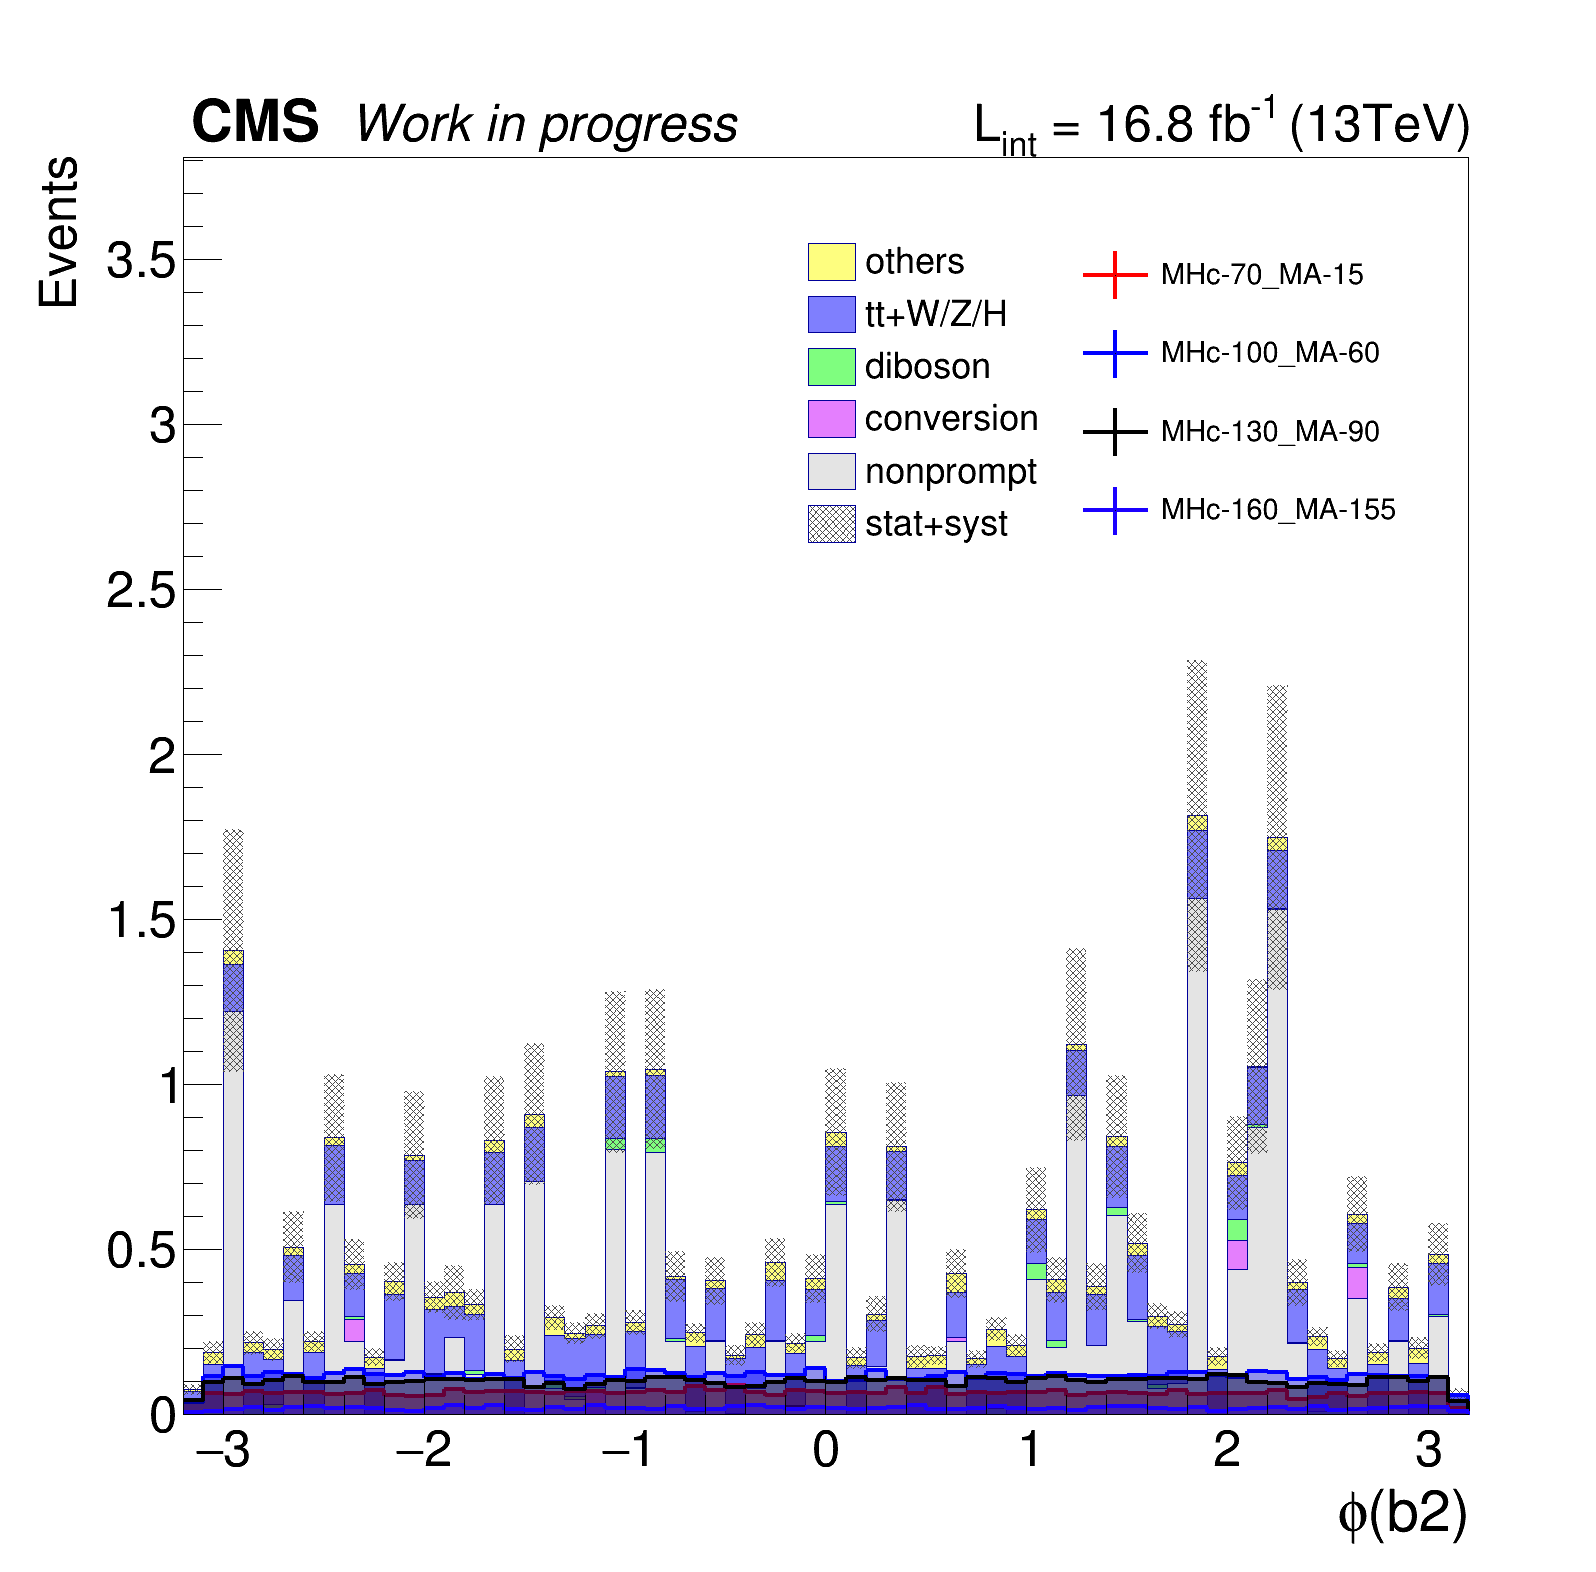 CMS Work in progress
L_int = 16.8 fb^-1 (13TeV)
Events
3.5
3
2.5
2
1.5
1
0.5
0
others
tt+W/Z/H
diboson
conversion
nonprompt
stat+syst
MHc-70_MA-15
MHc-100_MA-60
MHc-130_MA-90
MHc-160_MA-155
−3 −2 −1 0 1 2 3
ϕ(b2)